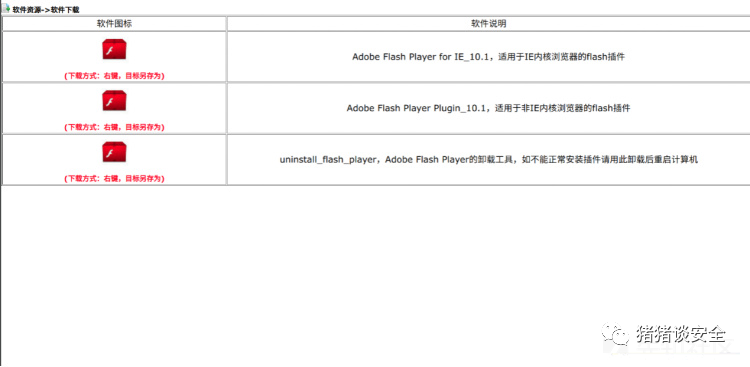 软件资源->软件下载
软件图标 软件说明
Adobe Flash Player for IE_10.1，适用于IE内核浏览器的flash插件
(下载方式：右键，目标另存为)
Adobe Flash Player Plugin_10.1，适用于非IE内核浏览器的flash插件
(下载方式：右键，目标另存为)
uninstall_flash_player，Adobe Flash Player的卸载工具，如不能正常安装插件请用此卸载后重启计算机
(下载方式：右键，目标另存为)
猪猪谈安全